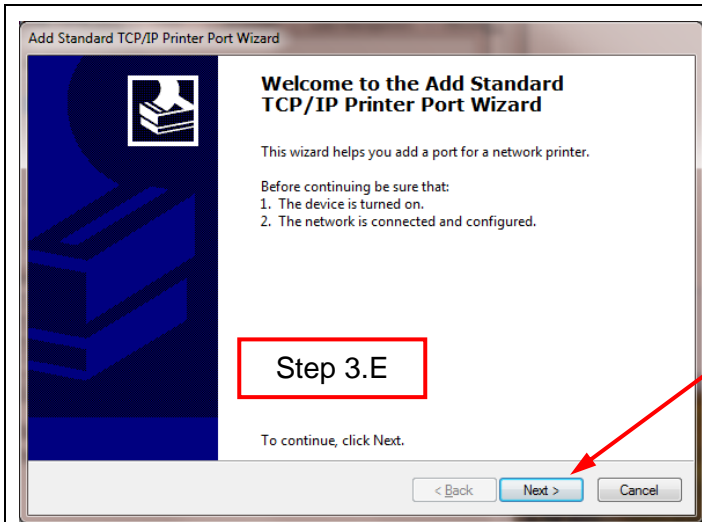 Add Standard TCP/IP Printer Port Wizard
Welcome to the Add Standard
TCP/IP Printer Port Wizard
This wizard helps you add a port for a network printer.
Before continuing be sure that:
1. The device is turned on.
2. The network is connected and configured.
Step 3.E
To continue, click Next.
< Back
Next >
Cancel